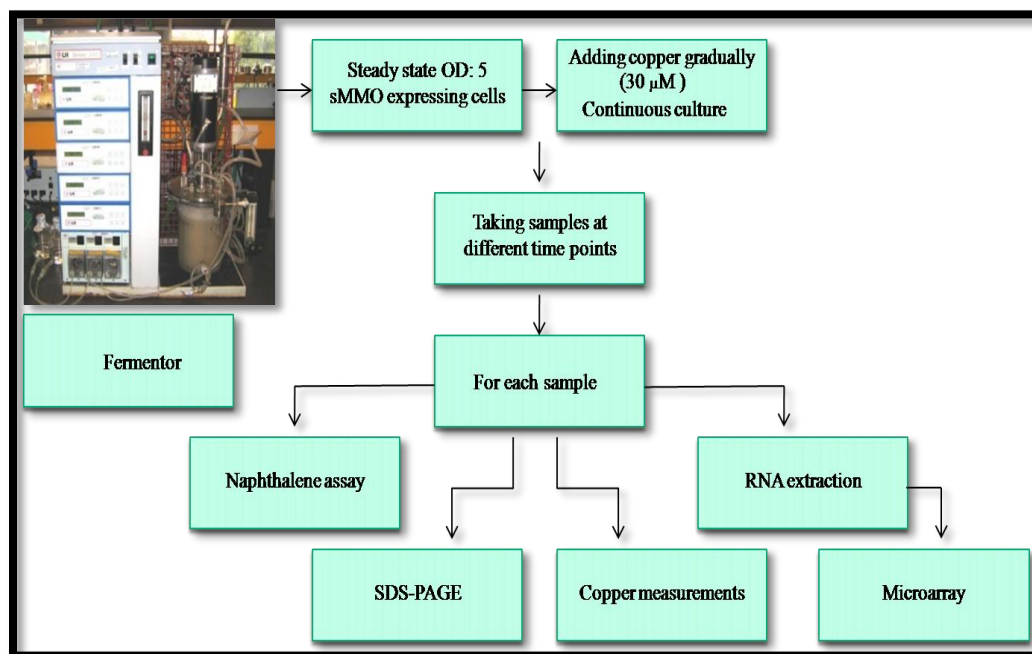 Steady state OD: 5
sMMO expressing cells
Adding copper gradually
(30 µM )
Continuous culture
Taking samples at
different time points
Fermentor
For each sample
Naphthalene assay
RNA extraction
SDS-PAGE
Copper measurements
Microarray